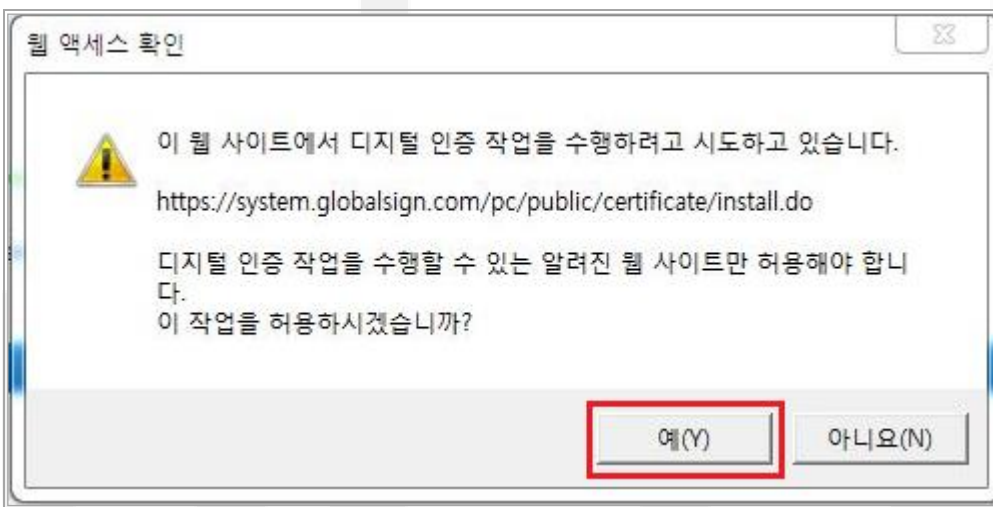 웹 액세스 확인
이 웹 사이트에서 디지털 인증 작업을 수행하려고 시도하고 있습니다.
https://system.globalsign.com/pc/public/certificate/install.do
디지털 인증 작업을 수행할 수 있는 알려진 웹 사이트만 허용해야 합니
다.
이 작업을 허용하시겠습니까?
예(Y) 아니요(N)